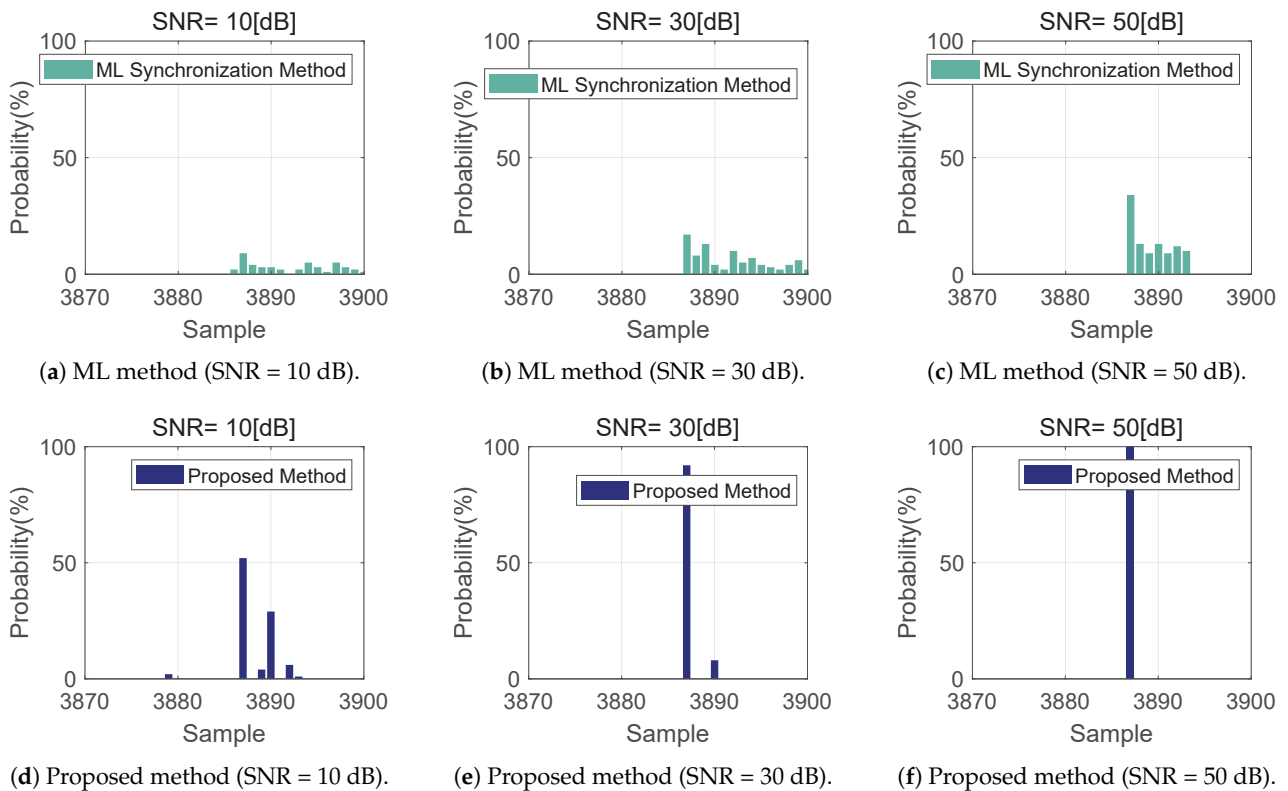 SNR= 10[dB]
100
50
0
Probability(%)
ML Synchronization Method
3870 3880 3890 3900
Sample
(a) ML method (SNR = 10 dB).
SNR= 30[dB]
100
50
0
Probability(%)
ML Synchronization Method
3870 3880 3890 3900
Sample
(b) ML method (SNR = 30 dB).
SNR= 50[dB]
100
50
0
Probability(%)
ML Synchronization Method
3870 3880 3890 3900
Sample
(c) ML method (SNR = 50 dB).
SNR= 10[dB]
100
50
0
Probability(%)
Proposed Method
3870 3880 3890 3900
Sample
(d) Proposed method (SNR = 10 dB).
SNR= 30[dB]
100
50
0
Probability(%)
Proposed Method
3870 3880 3890 3900
Sample
(e) Proposed method (SNR = 30 dB).
SNR= 50[dB]
100
50
0
Probability(%)
Proposed Method
3870 3880 3890 3900
Sample
(f) Proposed method (SNR = 50 dB).